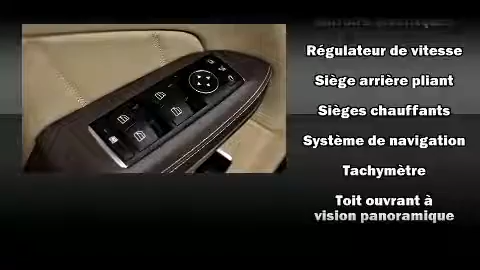 Régulateur de vitesse
Siège arrière pliant
Sièges chauffants
Système de navigation
Tachymètre
Toit ouvrant à
vision panoramique